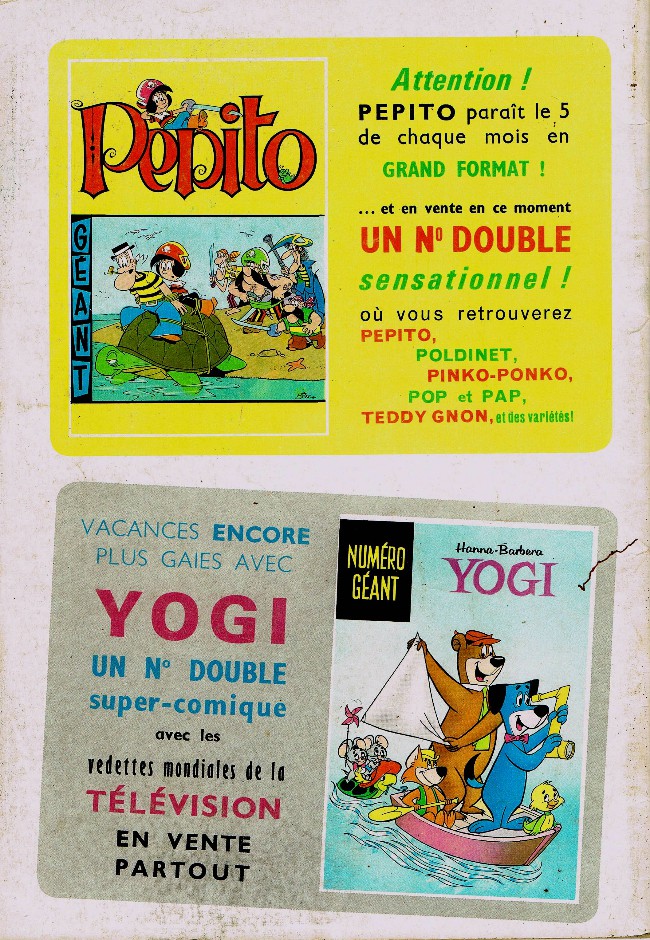 Pepito
GÉANT
Attention !
PEPITO paraît le 5
de chaque mois en
GRAND FORMAT !
... et en vente en ce moment
UN Nº DOUBLE
sensationnel !
où vous retrouverez
PEPITO,
POLDINET,
PINKO-PONKO,
POP et PAP,
TEDDY GNON, et des variétés!
VACANCES ENCORE
PLUS GAIES AVEC
YOGI
UN Nº DOUBLE
super-comique
avec les
vedettes mondiales de la
TÉLÉVISION
EN VENTE
PARTOUT
NUMÉRO
GÉANT
Hanna-Barbera
YOGI